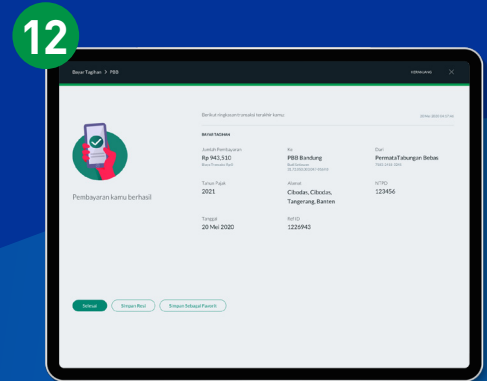 12
Bayar Tagihan > PBB
Berikut ringkasan transaksi terakhir kamu.
BAYAR TAGIHAN
Jumlah Pembayaran
Rp 943,510
Ke
PBB Bandung
Dari
PermataTabungan Bebas
Tahun Pajak
2021
Alamat
Cibodas, Cibodas,
Tangerang, Banten
NTPD
123456
Pembayaran kamu berhasil
Tanggal
20 Mei 2020
Ref ID
1226943
Selesai
Simpan Resi
Simpan Sebagai Favorit